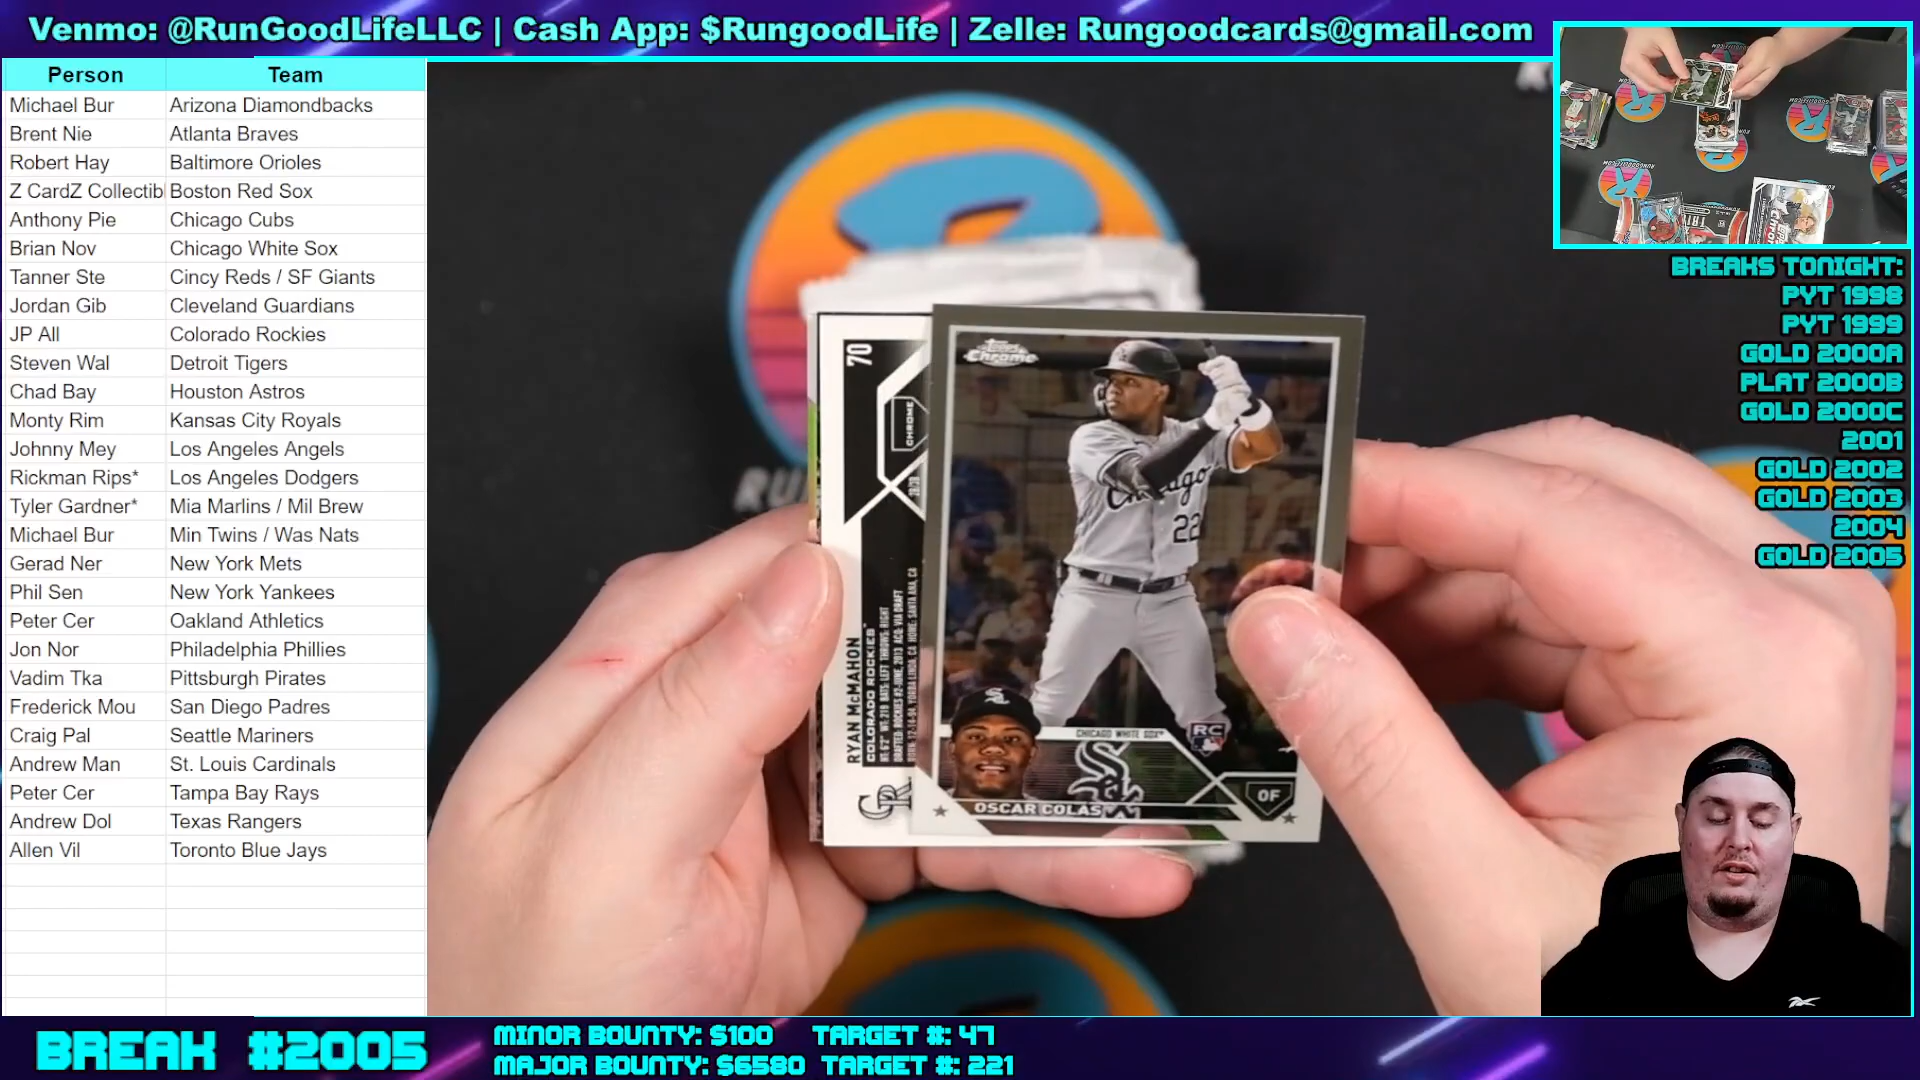 Venmo: @RunGoodLifeLLC | Cash App: $RungoodLife | Zelle: Rungoodcards@gmail.com
Person Team
Michael Bur Arizona Diamondbacks
Brent Nie Atlanta Braves
Robert Hay Baltimore Orioles
Z CardZ Collectib Boston Red Sox
Anthony Pie Chicago Cubs
Brian Nov Chicago White Sox
Tanner Ste Cincy Reds / SF Giants
Jordan Gib Cleveland Guardians
JP All Colorado Rockies
Steven Wal Detroit Tigers
Chad Bay Houston Astros
Monty Rim Kansas City Royals
Johnny Mey Los Angeles Angels
Rickman Rips* Los Angeles Dodgers
Tyler Gardner* Mia Marlins / Mil Brew
Michael Bur Min Twins / Was Nats
Gerad Ner New York Mets
Phil Sen New York Yankees
Peter Cer Oakland Athletics
Jon Nor Philadelphia Phillies
Vadim Tka Pittsburgh Pirates
Frederick Mou San Diego Padres
Craig Pal Seattle Mariners
Andrew Man St. Louis Cardinals
Peter Cer Tampa Bay Rays
Andrew Dol Texas Rangers
Allen Vil Toronto Blue Jays
70
CHROME
RYAN McMAHON
COLORADO ROCKIES
Topps
Chrome
Chicago
22
RC
CHICAGO WHITE SOX
OSCAR COLAS
OF
BREAKS TONIGHT:
PYT 1998
PYT 1999
GOLD 2000A
PLAT 2000B
GOLD 2000C
2001
GOLD 2002
GOLD 2003
2004
GOLD 2005
BREAK #2005
MINOR BOUNTY: $100 TARGET #: 47
MAJOR BOUNTY: $6580 TARGET #: 221